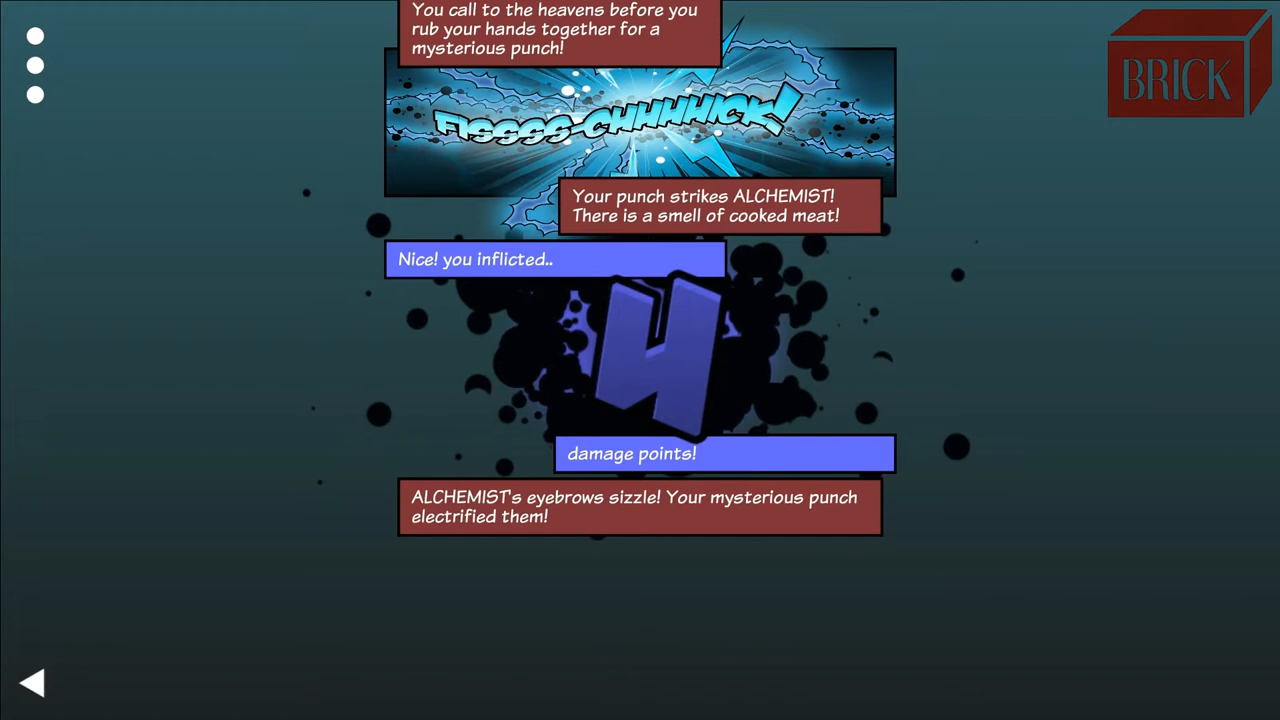 You call to the heavens before you
rub your hands together for a
mysterious punch!
BRICK
FISSSS-CHHHHICK!
Your punch strikes ALCHEMIST!
There is a smell of cooked meat!
Nice! you inflicted..
4
damage points!
ALCHEMIST's eyebrows sizzle! Your mysterious punch
electrified them!